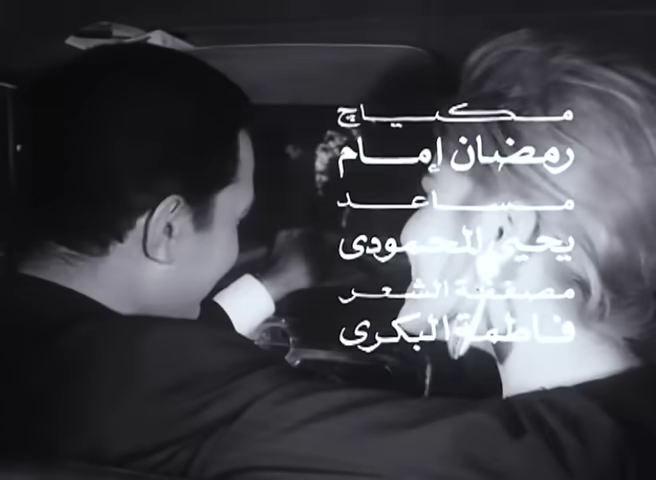 مكياج
رمضان إمام
مساعد
يحيى المحمودى
مصففة الشعر
فاطمة البكرى